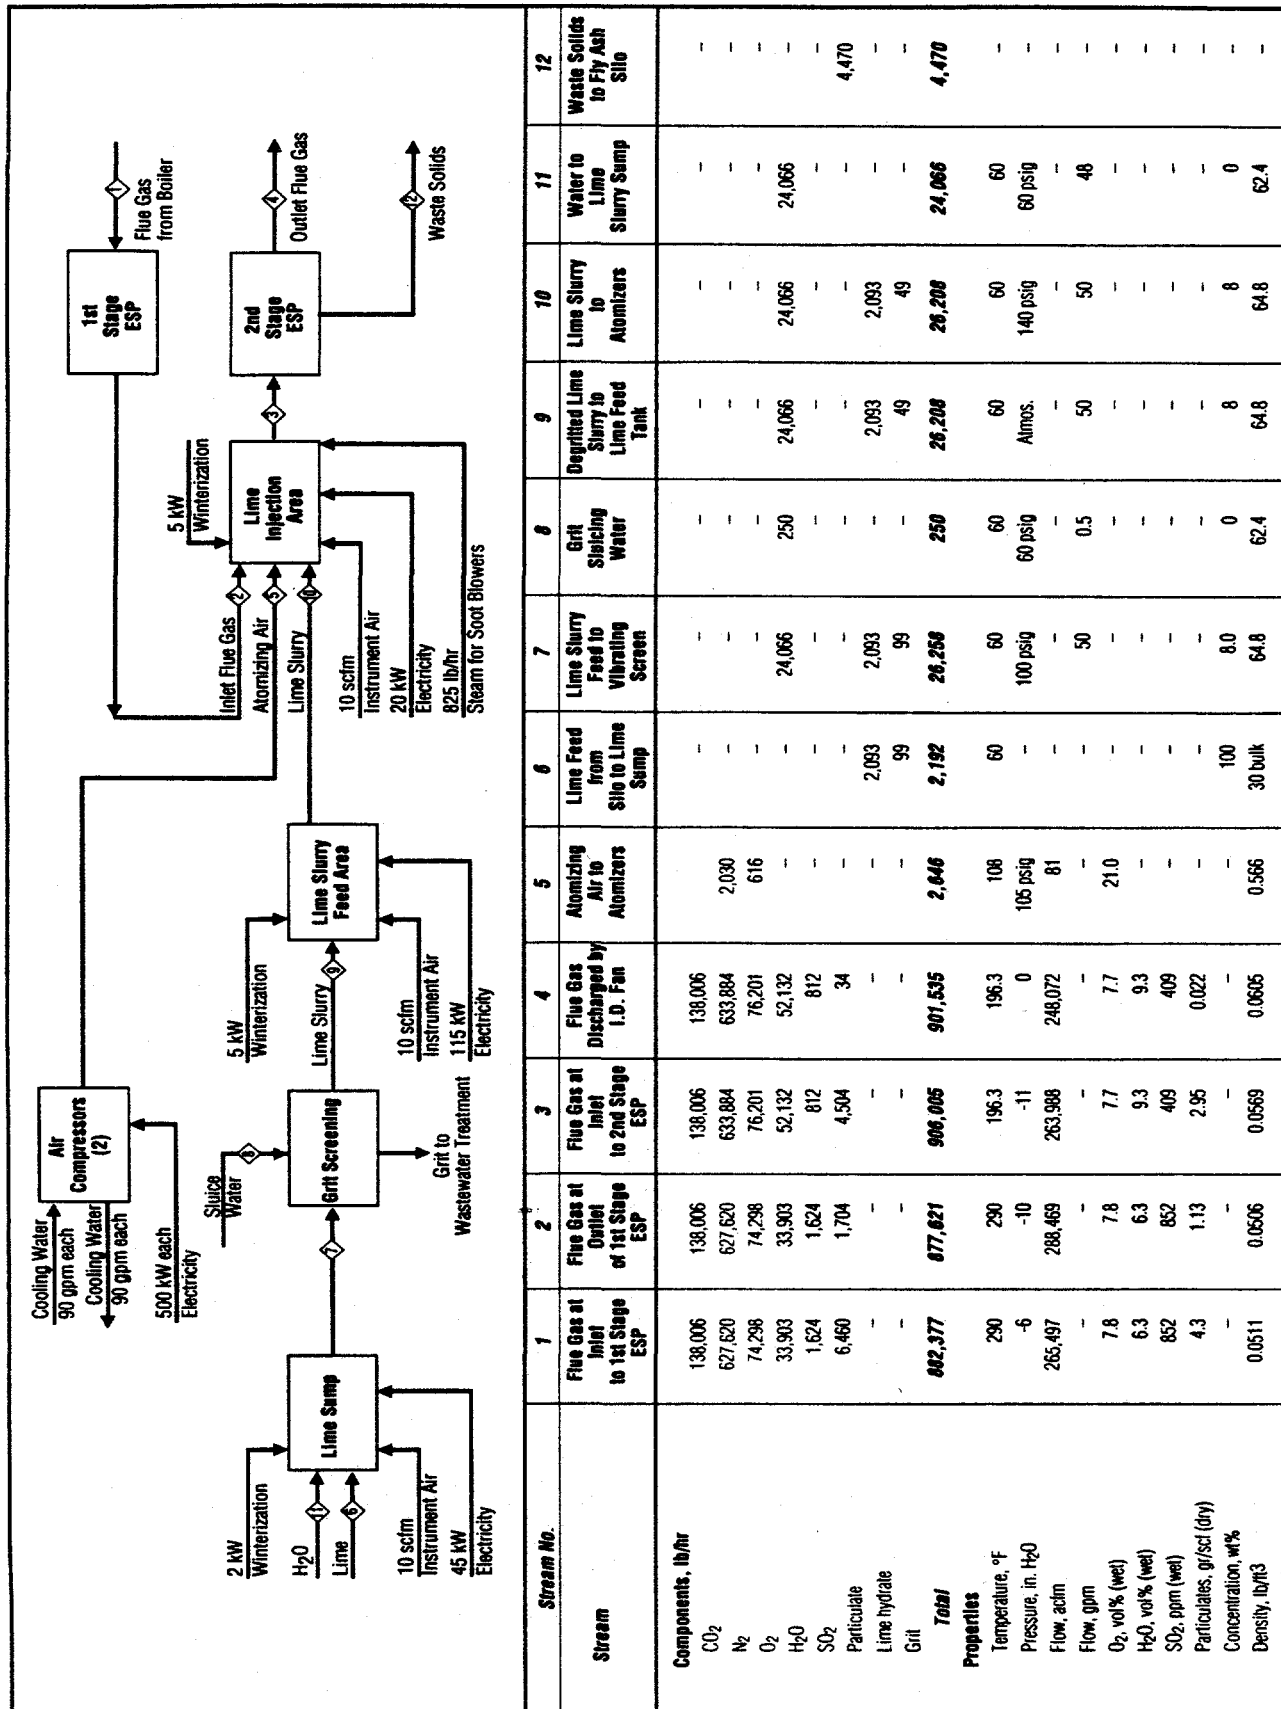 Cooling Water
90 gpm each
Cooling Water
90 gpm each
500 kW each
Electricity
Air
Compressors
(2)
1st
Stage
ESP
1
Flue Gas
from Boiler
2 kW
Winterization
H2O
11
Lime
6
10 scfm
Instrument Air
45 kW
Electricity
Lime Sump
7
Sluice
Water
8
Grit Screening
Grit to
Wastewater Treatment
Lime Slurry
9
5 kW
Winterization
Lime Slurry
Feed Area
10 scfm
Instrument Air
115 kW
Electricity
5 kW
Winterization
Inlet Flue Gas
2
Atomizing Air
5
Lime Slurry
10
10 scfm
Instrument Air
20 kW
Electricity
825 lb/hr
Steam for Soot Blowers
Lime
Injection
Area
3
2nd
Stage
ESP
4
Outlet Flue Gas
12
Waste Solids
Stream No. 1 2 3 4 5 6 7 8 9 10 11 12
Stream
Flue Gas at
Inlet
to 1st Stage
ESP
Flue Gas at
Outlet
of 1st Stage
ESP
Flue Gas at
Inlet
to 2nd Stage
ESP
Flue Gas
Discharged by
I.D. Fan
Atomizing
Air to
Atomizers
Lime Feed
from
Silo to Lime
Sump
Lime Slurry
Feed to
Vibrating
Screen
Grit
Sluicing
Water
Degritted Lime
Slurry to
Lime Feed
Tank
Lime Slurry
to
Atomizers
Water to
Lime
Slurry Sump
Waste Solids
to Fly Ash
Silo
Components, lb/hr
CO2 138,006 138,006 138,006 138,006 – – – – – – – –
N2 627,620 627,620 633,884 633,884 2,030 – – – – – – –
O2 74,298 74,298 76,201 76,201 616 – – – – – – –
H2O 33,903 33,903 52,132 52,132 – – 24,066 250 24,066 24,066 24,066 –
SO2 1,624 1,624 812 812 – – – – – – – –
Particulate 6,460 1,704 4,504 34 – – – – – – – 4,470
Lime hydrate – – – – – 2,093 2,093 – 2,093 2,093 – –
Grit – – – – – 99 99 – 49 49 – –
Total 882,377 877,621 906,005 901,535 2,646 2,192 26,258 250 26,208 26,208 24,066 4,470
Properties
Temperature, °F 290 290 196.3 196.3 108 60 60 60 60 60 60 –
Pressure, in. H2O -6 -10 -11 0 105 psig – 100 psig 60 psig Atmos. 140 psig 60 psig –
Flow, acfm 265,497 288,469 263,988 248,072 81 – – – – – – –
Flow, gpm – – – – – – 50 0.5 50 50 48 –
O2, vol% (wet) 7.8 7.8 7.7 7.7 21.0 – – – – – – –
H2O, vol% (wet) 6.3 6.3 9.3 9.3 – – – – – – – –
SO2, ppm (wet) 852 852 409 409 – – – – – – – –
Particulates, gr/scf (dry) 4.3 1.13 2.95 0.022 – – – – – – – –
Concentration, wt% – – – – – 100 8.0 0 8 8 0 –
Density, lb/ft3 0.0511 0.0506 0.0569 0.0605 0.566 30 bulk 64.8 62.4 64.8 64.8 62.4 –